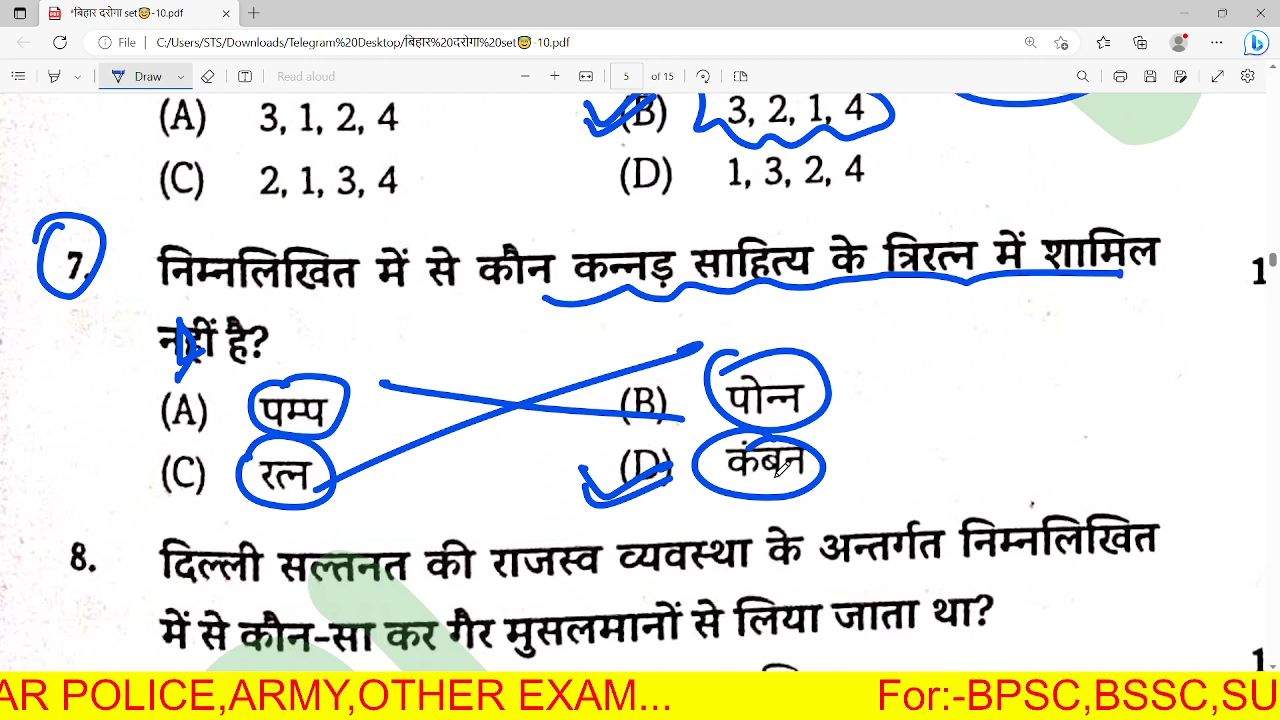 *बिहार दरोगा set😇-10.pdf
File C:/Users/STS/Downloads/Telegram%20Desktop/बिहार%20दरोगा%20set😇-10.pdf
Draw Read aloud 5 of 15
(A) 3, 1, 2, 4 (B) 3, 2, 1, 4
(C) 2, 1, 3, 4 (D) 1, 3, 2, 4
7. निम्नलिखित में से कौन कन्नड़ साहित्य के त्रिरत्न में शामिल
नहीं है?
(A) पम्प (B) पोन्न
(C) रत्न (D) कंबन
8. दिल्ली सल्तनत की राजस्व व्यवस्था के अन्तर्गत निम्नलिखित
में से कौन-सा कर गैर मुसलमानों से लिया जाता था?
AR POLICE,ARMY,OTHER EXAM... For:-BPSC,BSSC,SU